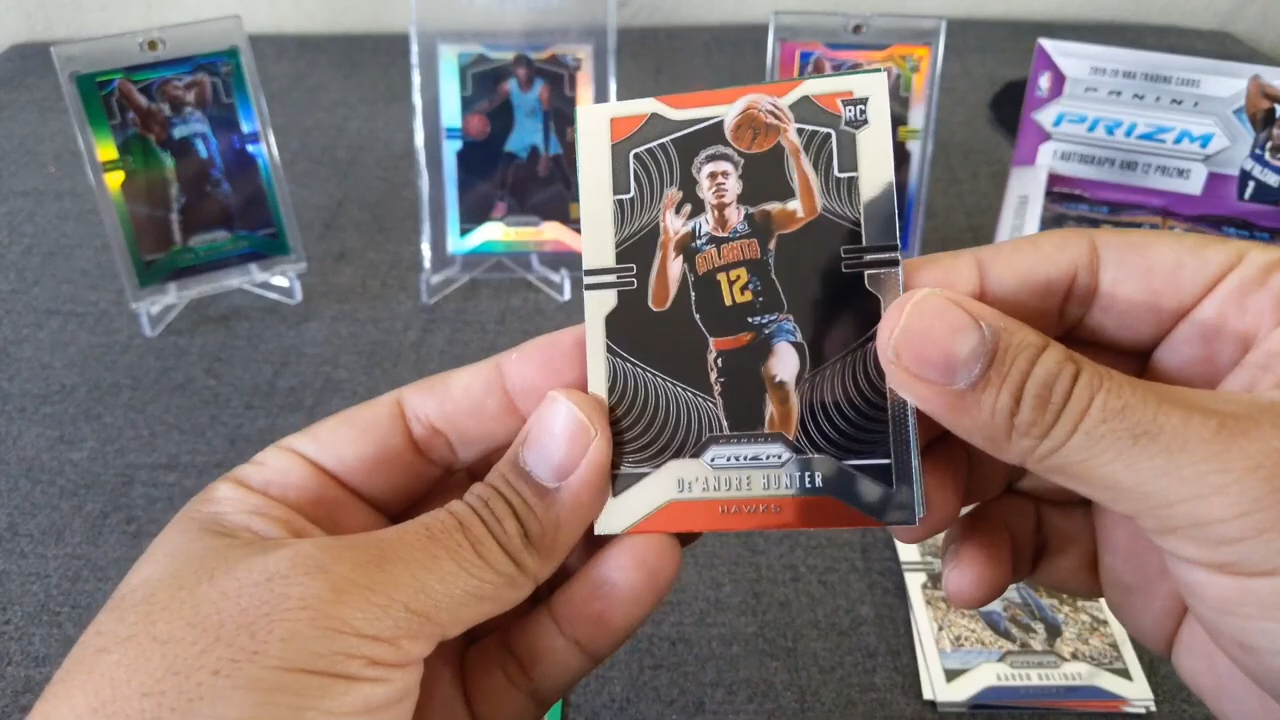 2019-20 NBA TRADING CARDS
PANINI
PRIZM
1 AUTOGRAPH AND 12 PRIZMS
RC
ATLANTA
12
PANINI
PRIZM
DE'ANDRE HUNTER
HAWKS
1
PRIZM
AARON HOLIDAY